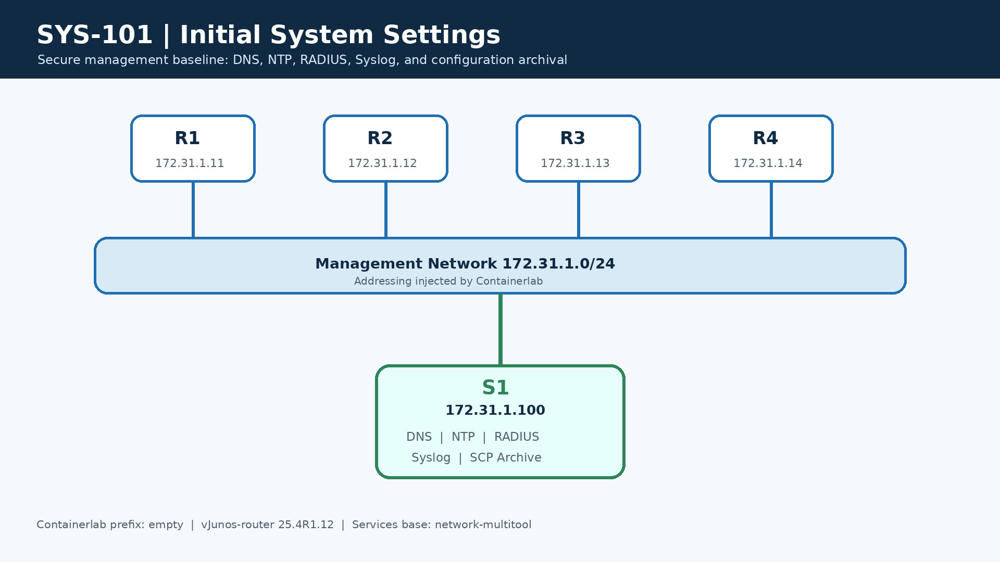 SYS-101 | Initial System Settings
Secure management baseline: DNS, NTP, RADIUS, Syslog, and configuration archival
R1
172.31.1.11
R2
172.31.1.12
R3
172.31.1.13
R4
172.31.1.14
Management Network 172.31.1.0/24
Addressing injected by Containerlab
S1
172.31.1.100
DNS | NTP | RADIUS
Syslog | SCP Archive
Containerlab prefix: empty | vJunos-router 25.4R1.12 | Services base: network-multitool